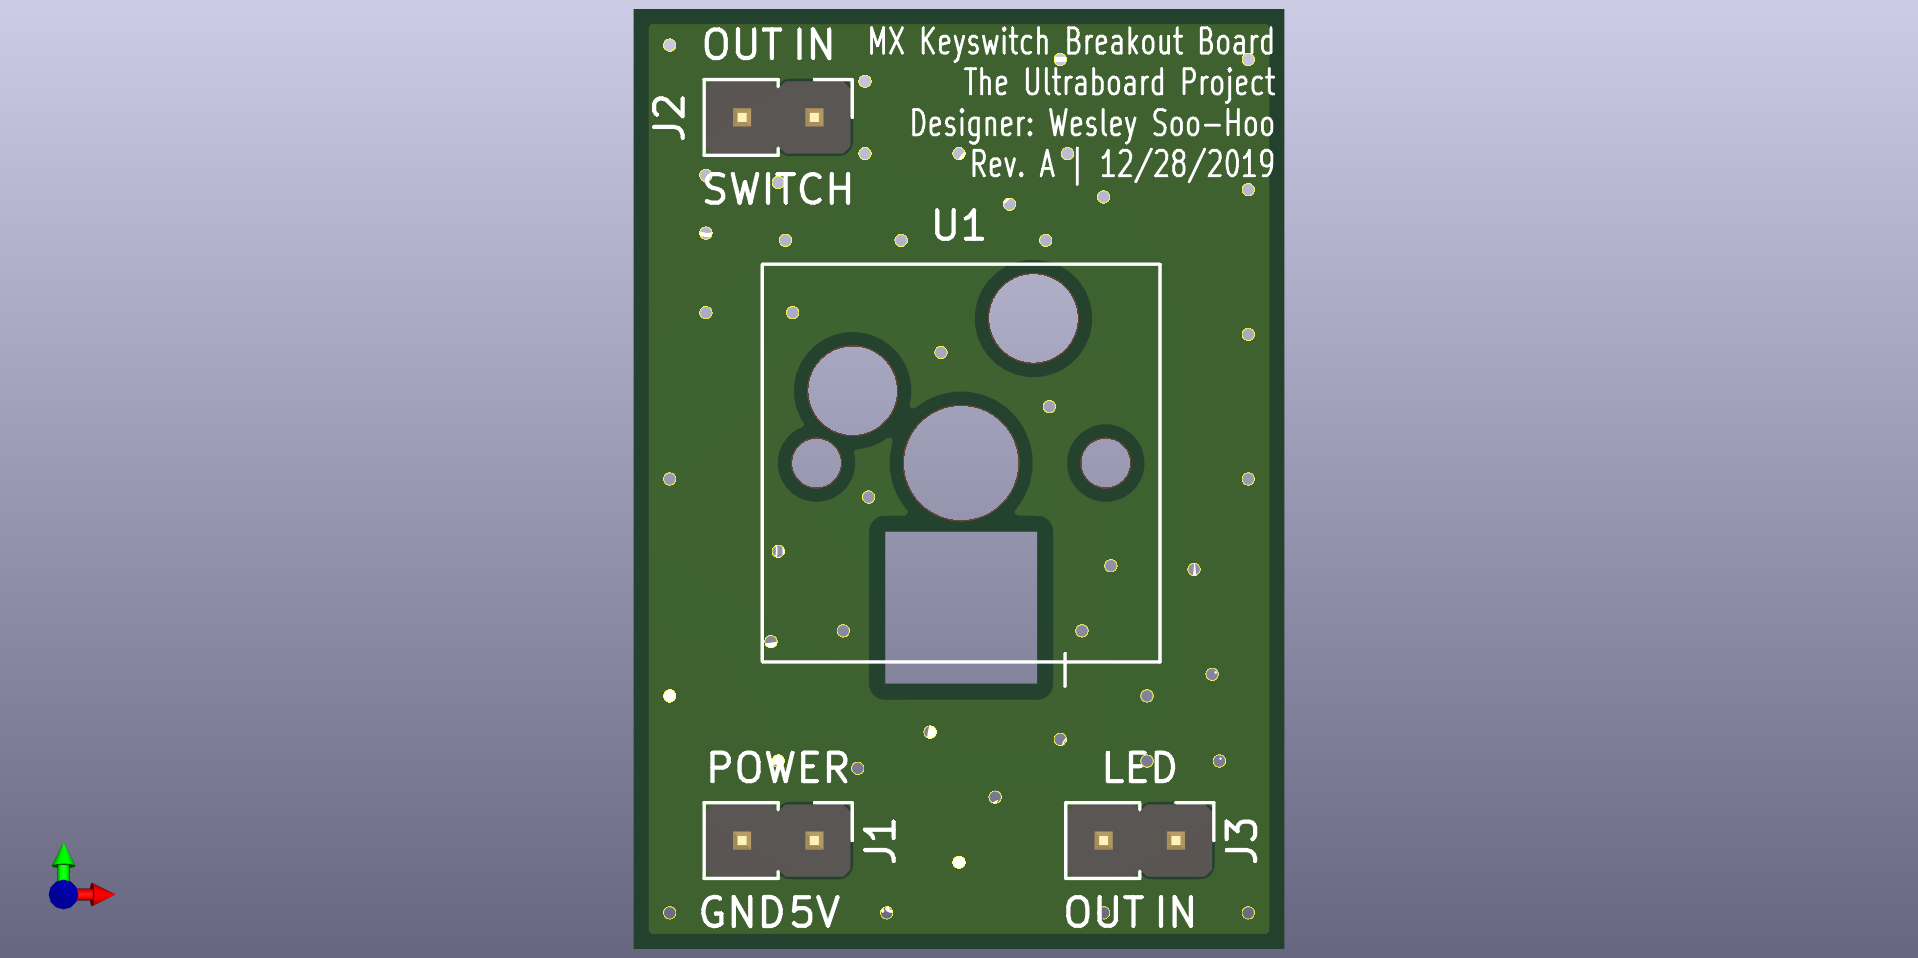 OUT IN
MX Keyswitch Breakout Board
The Ultraboard Project
Designer: Wesley Soo-Hoo
Rev. A | 12/28/2019
J2
SWITCH
U1
POWER
LED
J1
J3
GND 5V
OUT IN